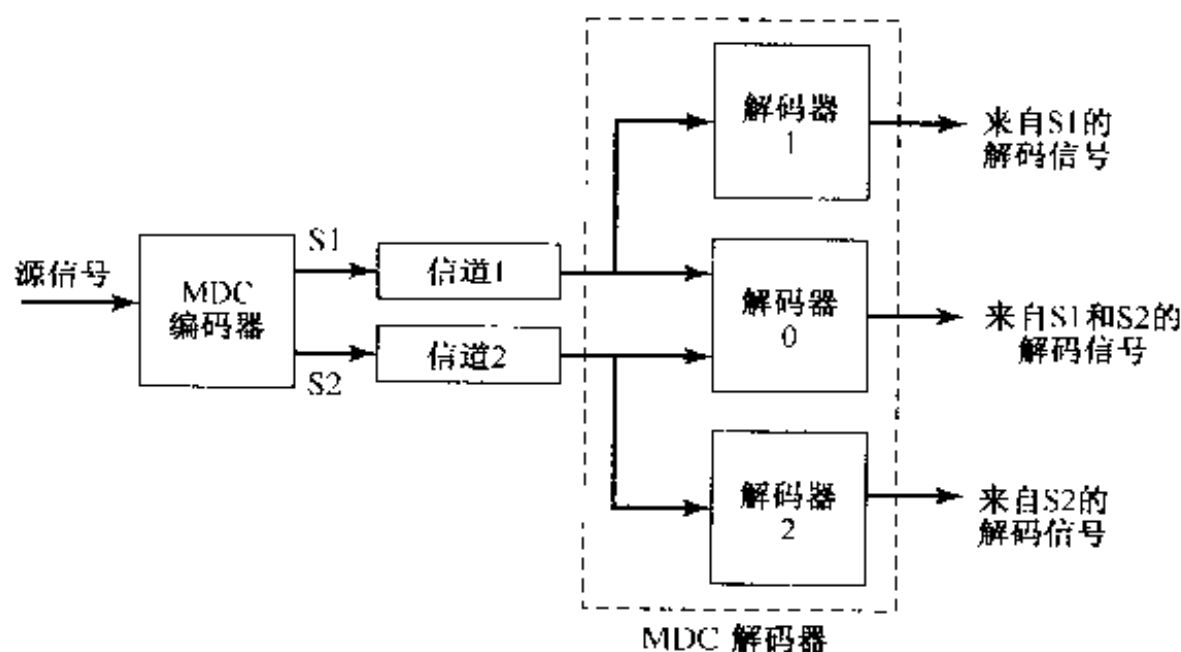 源信号
MDC
编码器
S1
S2
信道1
信道2
解码器
1
解码器
0
解码器
2
来自S1的
解码信号
来自S1和S2的
解码信号
来自S2的
解码信号
MDC 解码器